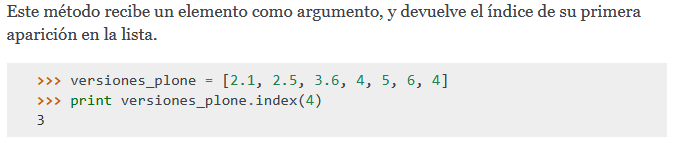 Este método recibe un elemento como argumento, y devuelve el índice de su primera
aparición en la lista.
>>> versiones_plone = [2.1, 2.5, 3.6, 4, 5, 6, 4]
>>> print versiones_plone.index(4)
3